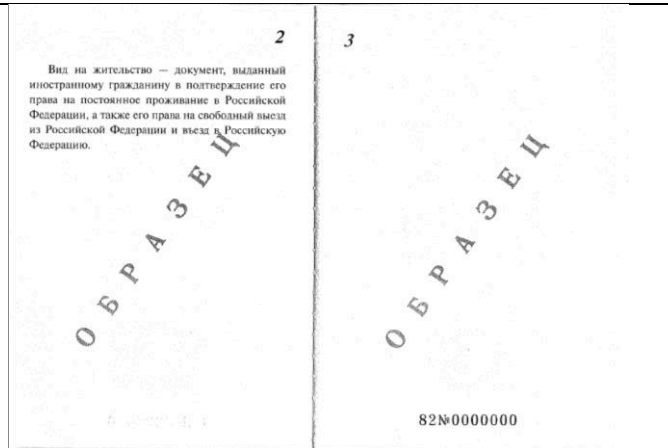 2
Вид на жительство — документ, выданный
иностранному гражданину в подтверждение его
права на постоянное проживание в Российской
Федерации, а также его права на свободный выезд
из Российской Федерации и въезд в Российскую
Федерацию.
ОБРАЗЕЦ
3
ОБРАЗЕЦ
82№0000000